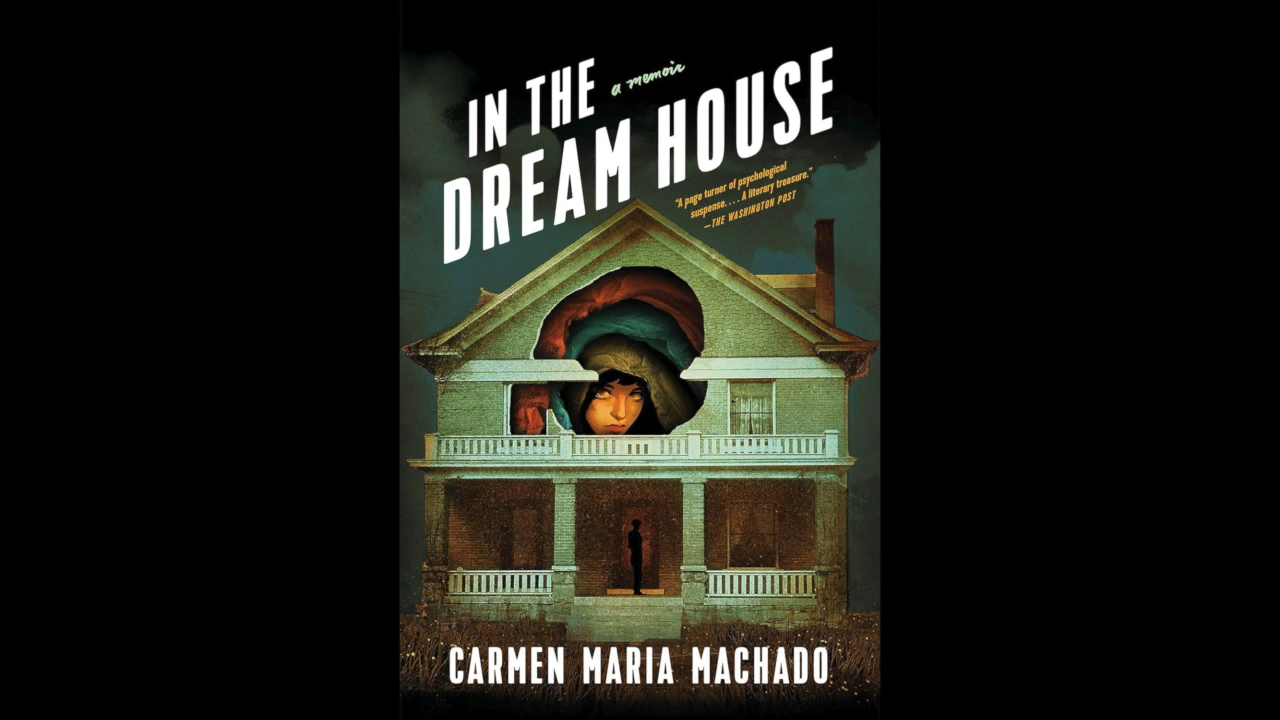 IN THE
a memoir
DREAM HOUSE
"A page turner of psychological
suspense. . . . A literary treasure."
—THE WASHINGTON POST
CARMEN MARIA MACHADO